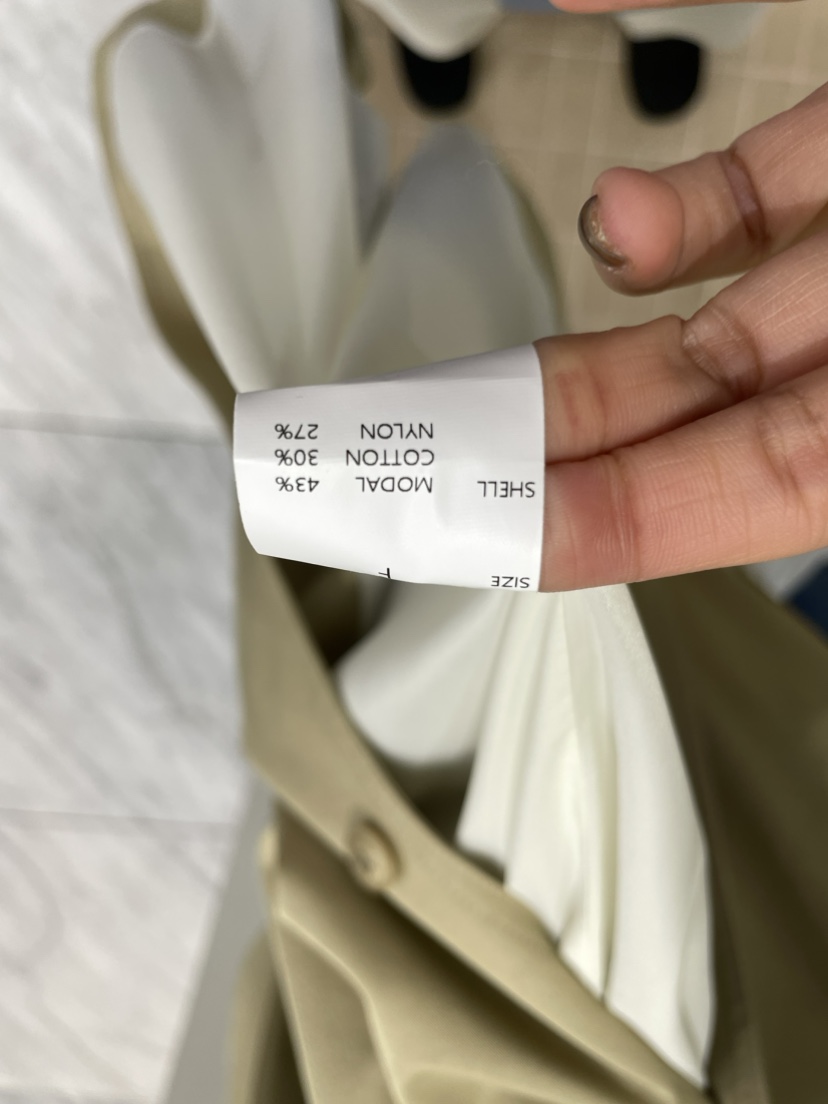 SIZE F
SHELL MODAL 43%
COTTON 30%
NYLON 27%